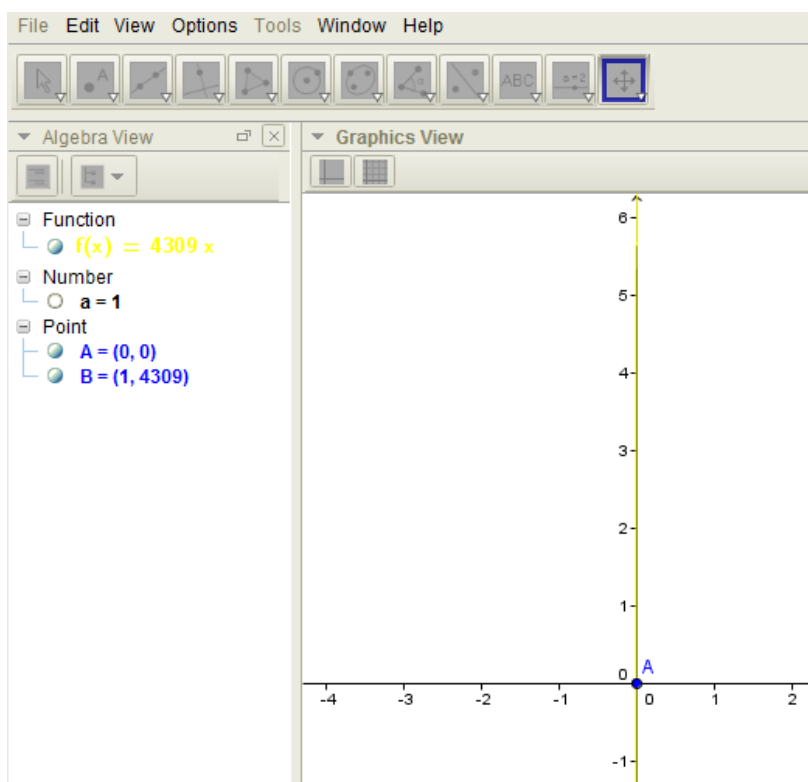 File Edit View Options Tools Window Help
A ABC a=2
Algebra View
Graphics View
Function
f(x) = 4309 x
Number
a = 1
Point
A = (0, 0)
B = (1, 4309)
6
5
4
3
2
1
0 A
-4 -3 -2 -1 0 1 2
-1